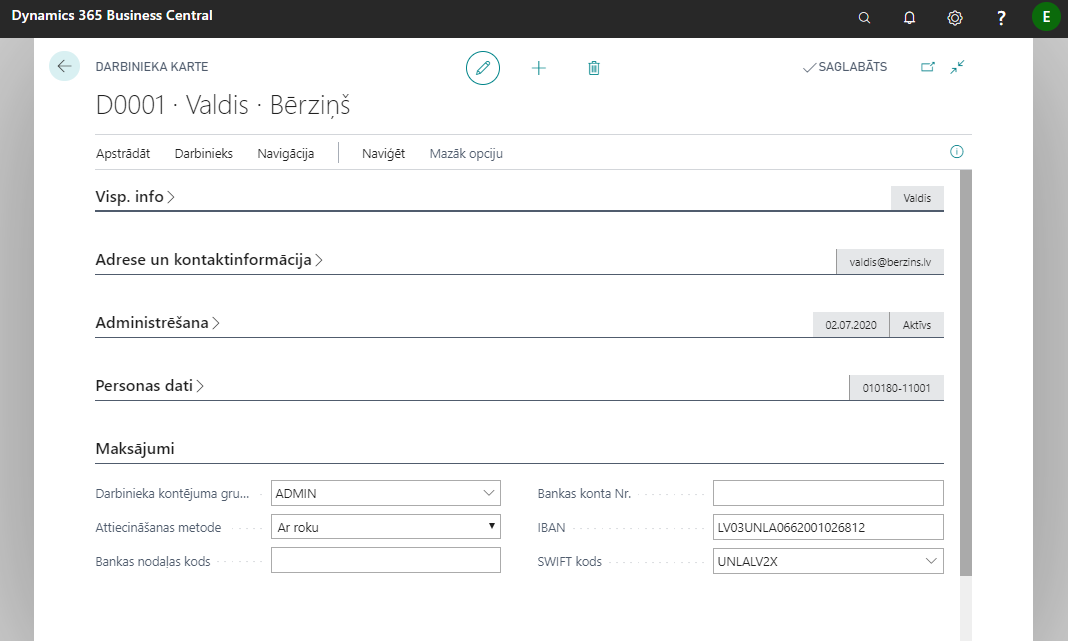 Dynamics 365 Business Central
? E
DARBINIEKA KARTE
SAGLABĀTS
D0001 · Valdis · Bērziņš
Apstrādāt Darbinieks Navigācija Naviģēt Mazāk opciju
Visp. info Valdis
Adrese un kontaktinformācija valdis@berzins.lv
Administrēšana 02.07.2020 Aktīvs
Personas dati 010180-11001
Maksājumi
Darbinieka kontējuma gru... ADMIN Bankas konta Nr.
Attiecināšanas metode Ar roku IBAN LV03UNLA0662001026812
Bankas nodaļas kods SWIFT kods UNLALV2X